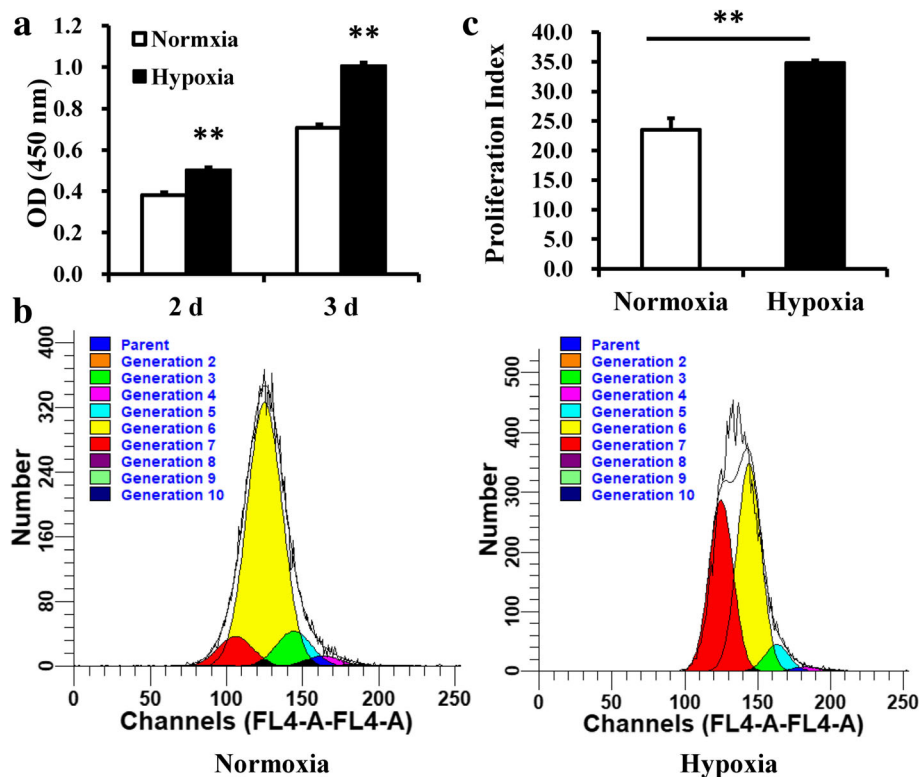 a
Normxia
Hypoxia
**
**
OD (450 nm)
1.2
1.0
0.8
0.6
0.4
0.2
0.0
2 d
3 d
c
**
Proliferation Index
40.0
35.0
30.0
25.0
20.0
15.0
10.0
5.0
0.0
Normoxia
Hypoxia
b
Number
400
320
240
160
80
0
Parent
Generation 2
Generation 3
Generation 4
Generation 5
Generation 6
Generation 7
Generation 8
Generation 9
Generation 10
0 50 100 150 200 250
Channels (FL4-A-FL4-A)
Normoxia
Number
500
400
300
200
100
0
Parent
Generation 2
Generation 3
Generation 4
Generation 5
Generation 6
Generation 7
Generation 8
Generation 9
Generation 10
0 50 100 150 200 250
Channels (FL4-A-FL4-A)
Hypoxia